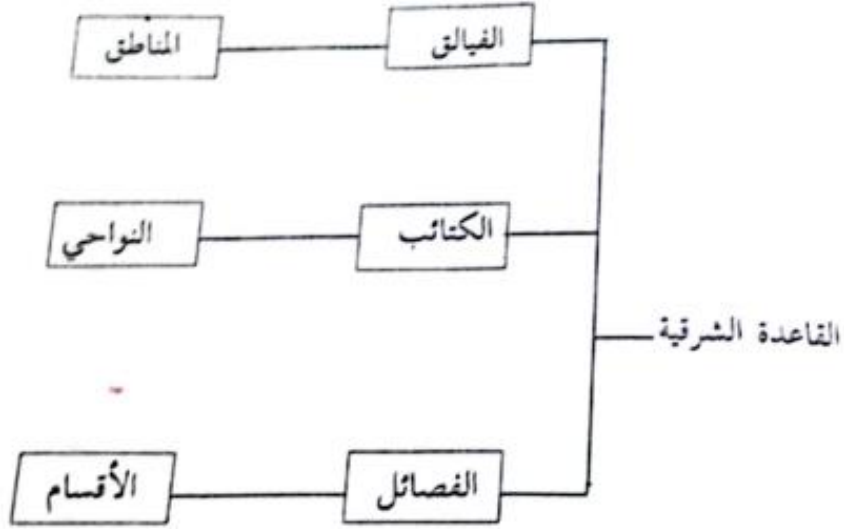 الفيالق
المناطق
الكتائب
النواحي
القاعدة الشرقية
الفصائل
الأقسام